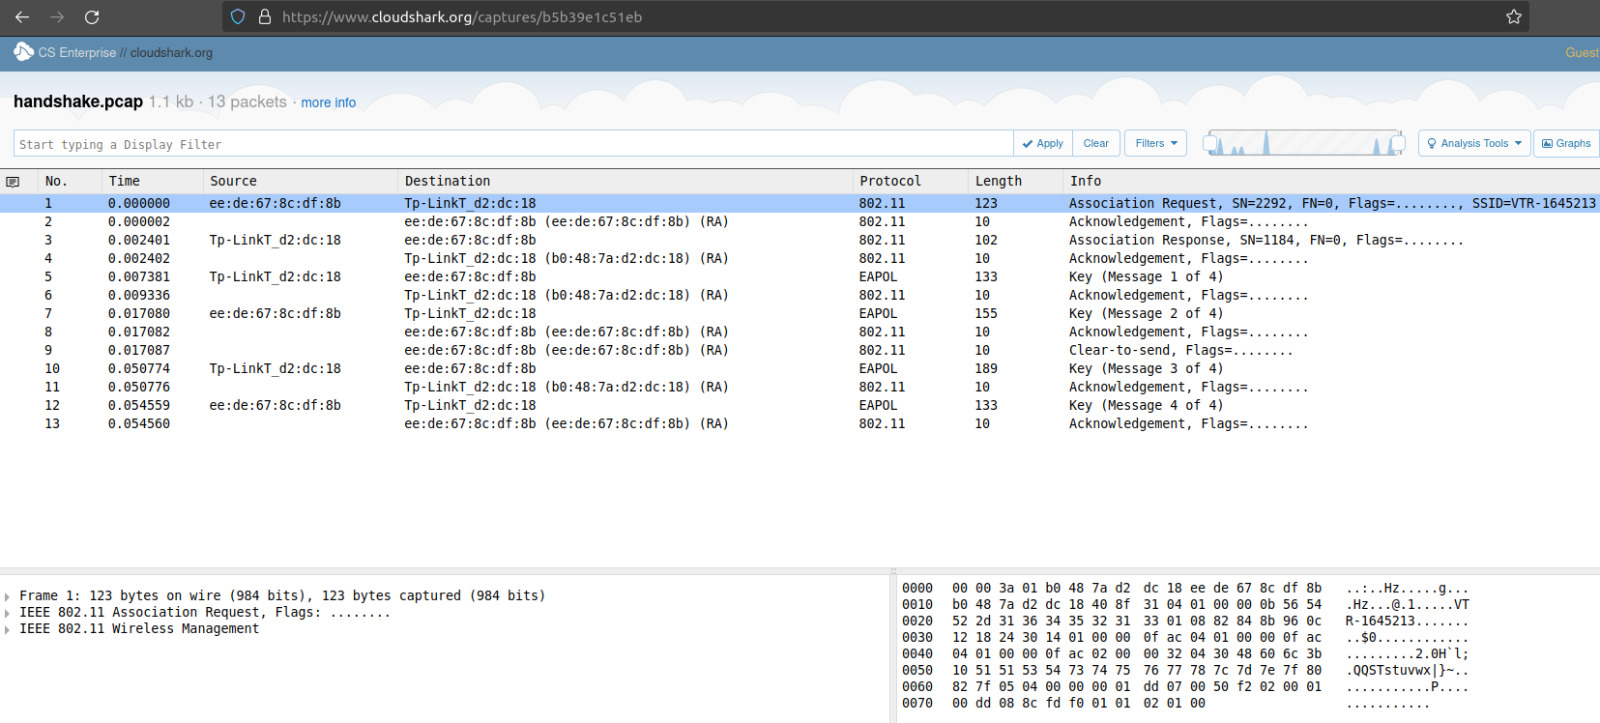 https://www.cloudshark.org/captures/b5b39e1c51eb
CS Enterprise // cloudshark.org Guest
handshake.pcap 1.1 kb · 13 packets · more info
Start typing a Display Filter Apply Clear Filters Analysis Tools Graphs
No. Time Source Destination Protocol Length Info
1 0.000000 ee:de:67:8c:df:8b Tp-LinkT_d2:dc:18 802.11 123 Association Request, SN=2292, FN=0, Flags=........, SSID=VTR-1645213
2 0.000002 ee:de:67:8c:df:8b (ee:de:67:8c:df:8b) (RA) 802.11 10 Acknowledgement, Flags=........
3 0.002401 Tp-LinkT_d2:dc:18 ee:de:67:8c:df:8b 802.11 102 Association Response, SN=1184, FN=0, Flags=........
4 0.002402 Tp-LinkT_d2:dc:18 (b0:48:7a:d2:dc:18) (RA) 802.11 10 Acknowledgement, Flags=........
5 0.007381 Tp-LinkT_d2:dc:18 ee:de:67:8c:df:8b EAPOL 133 Key (Message 1 of 4)
6 0.009336 Tp-LinkT_d2:dc:18 (b0:48:7a:d2:dc:18) (RA) 802.11 10 Acknowledgement, Flags=........
7 0.017080 ee:de:67:8c:df:8b Tp-LinkT_d2:dc:18 EAPOL 155 Key (Message 2 of 4)
8 0.017082 ee:de:67:8c:df:8b (ee:de:67:8c:df:8b) (RA) 802.11 10 Acknowledgement, Flags=........
9 0.017087 ee:de:67:8c:df:8b (ee:de:67:8c:df:8b) (RA) 802.11 10 Clear-to-send, Flags=........
10 0.050774 Tp-LinkT_d2:dc:18 ee:de:67:8c:df:8b EAPOL 189 Key (Message 3 of 4)
11 0.050776 Tp-LinkT_d2:dc:18 (b0:48:7a:d2:dc:18) (RA) 802.11 10 Acknowledgement, Flags=........
12 0.054559 ee:de:67:8c:df:8b Tp-LinkT_d2:dc:18 EAPOL 133 Key (Message 4 of 4)
13 0.054560 ee:de:67:8c:df:8b (ee:de:67:8c:df:8b) (RA) 802.11 10 Acknowledgement, Flags=........
Frame 1: 123 bytes on wire (984 bits), 123 bytes captured (984 bits)
IEEE 802.11 Association Request, Flags: ........
IEEE 802.11 Wireless Management
0000 00 00 3a 01 b0 48 7a d2 dc 18 ee de 67 8c df 8b ..:..Hz.....g...
0010 b0 48 7a d2 dc 18 40 8f 31 04 01 00 00 0b 56 54 .Hz...@.1.....VT
0020 52 2d 31 36 34 35 32 31 33 01 08 82 84 8b 96 0c R-1645213.......
0030 12 18 24 30 14 01 00 00 0f ac 04 01 00 00 0f ac ..$0............
0040 04 01 00 00 0f ac 02 00 00 32 04 30 48 60 6c 3b .........2.0H`l;
0050 10 51 51 53 54 73 74 75 76 77 78 7c 7d 7e 7f 80 .QQSTstuvwx|}~..
0060 82 7f 05 04 00 00 00 01 dd 07 00 50 f2 02 00 01 ...........P....
0070 00 dd 08 8c fd f0 01 01 02 01 00 ...........